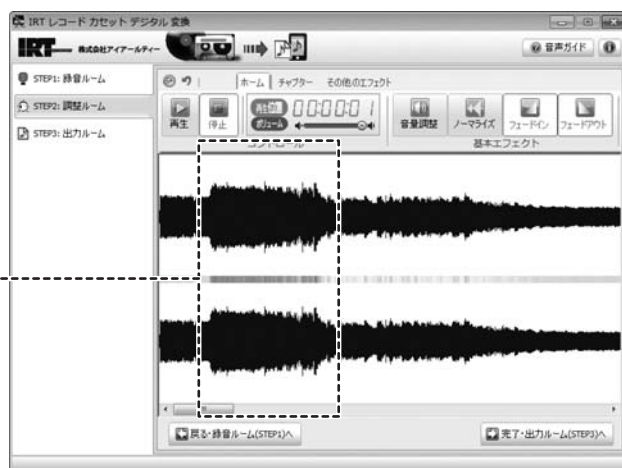 IRT レコード カセット デジタル 変換
IRT 株式会社アイアールティー
音声ガイド
STEP1: 録音ルーム
STEP2: 調整ルーム
STEP3: 出力ルーム
ホーム チャプター その他のエフェクト
再生 停止
再生時間 00:00:01
ボリューム
コントロール
音量調整 ノーマライズ フェードイン フェードアウト
基本エフェクト
戻る・録音ルーム(STEP1)へ
完了・出力ルーム(STEP3)へ